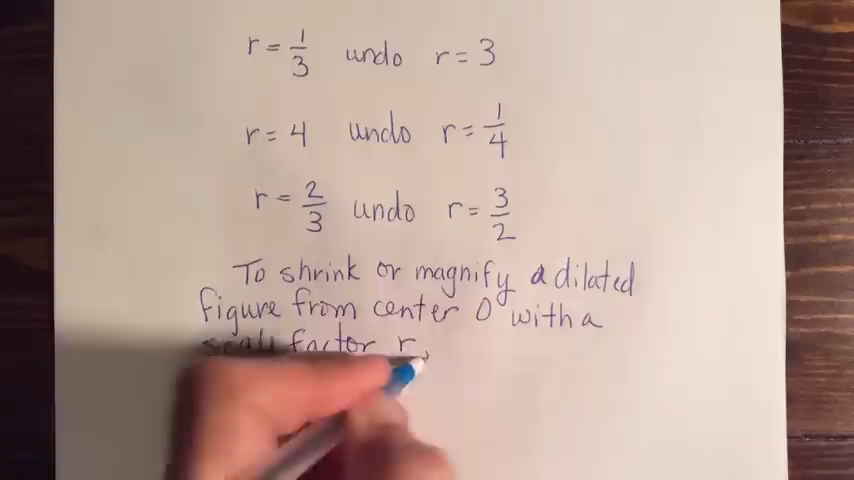 r = 1/3 undo r = 3
r = 4 undo r = 1/4
r = 2/3 undo r = 3/2
To shrink or magnify a dilated
figure from center O with a
factor r,